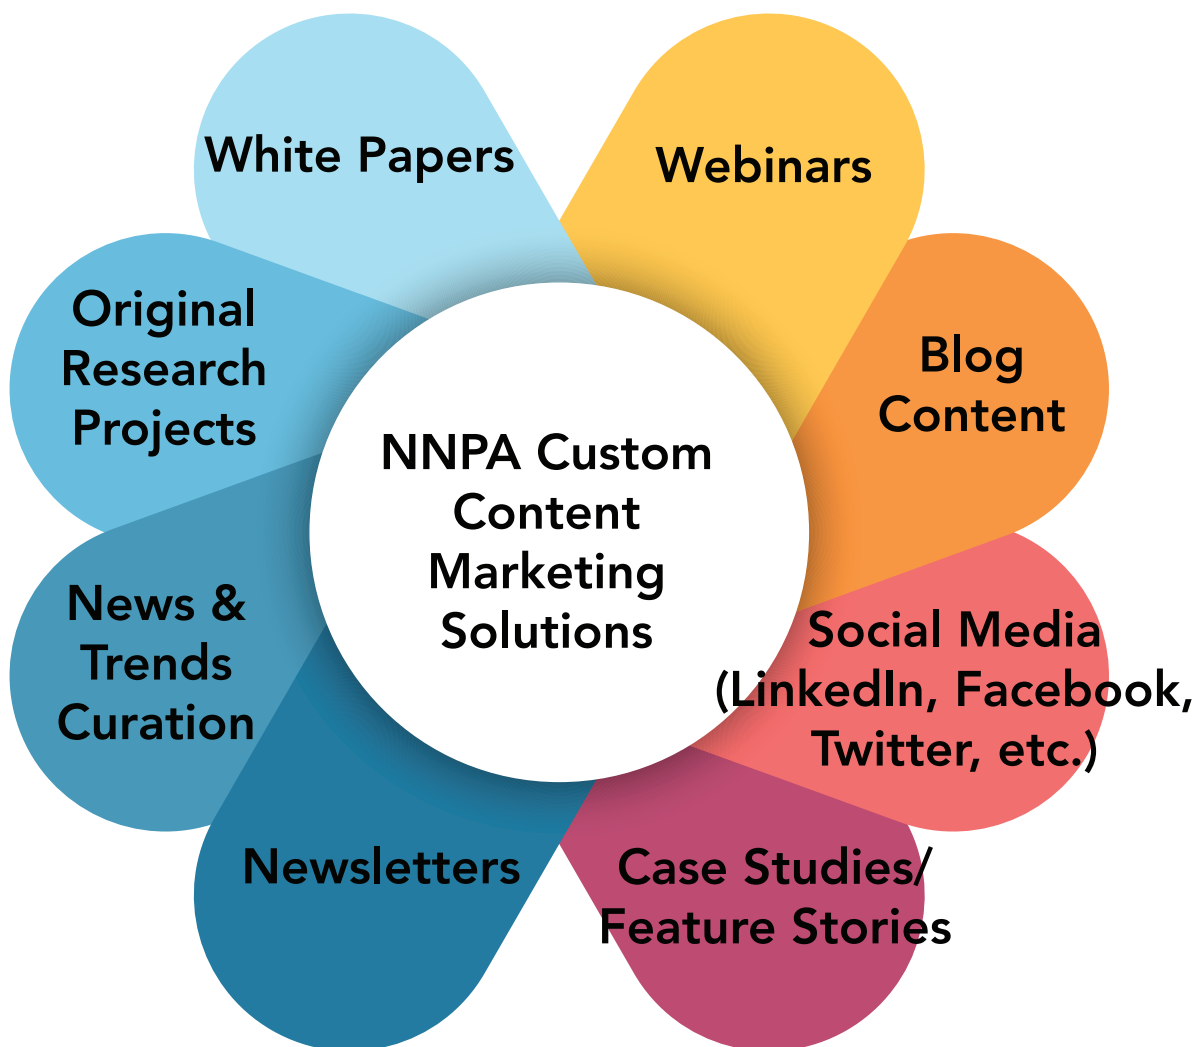 White Papers
Webinars
Original
Research
Projects
Blog
Content
NNPA Custom
Content
Marketing
Solutions
News &
Trends
Curation
Social Media
(LinkedIn, Facebook,
Twitter, etc.)
Newsletters
Case Studies/
Feature Stories